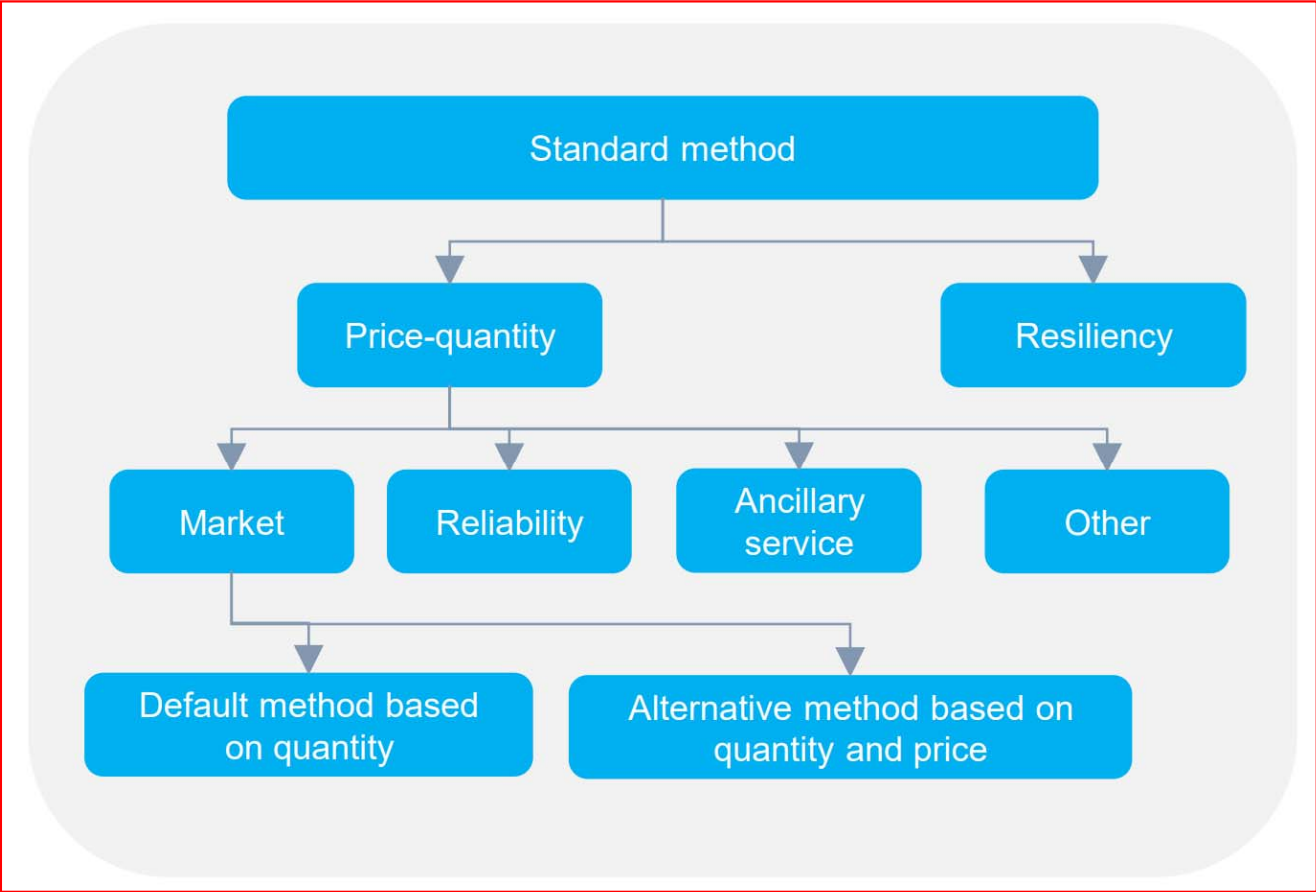 Standard method
Price-quantity
Resiliency
Market
Reliability
Ancillary
service
Other
Default method based
on quantity
Alternative method based on
quantity and price